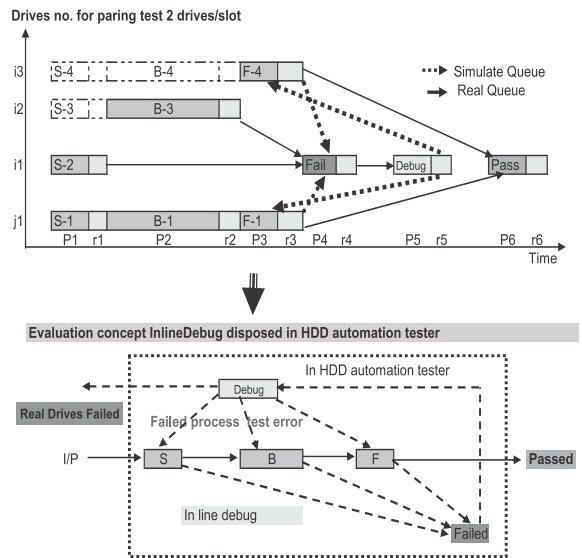 Drives no. for paring test 2 drives/slot
i3 S-4 B-4 F-4
Simulate Queue
Real Queue
i2 S-3 B-3
i1 S-2 Fail Debug Pass
j1 S-1 B-1 F-1
P1 r1 P2 r2 P3 r3 P4 r4 P5 r5 P6 r6
Time
Evaluation concept InlineDebug disposed in HDD automation tester
In HDD automation tester
Debug
Real Drives Failed
Failed process test error
I/P S B F Passed
In line debug
Failed